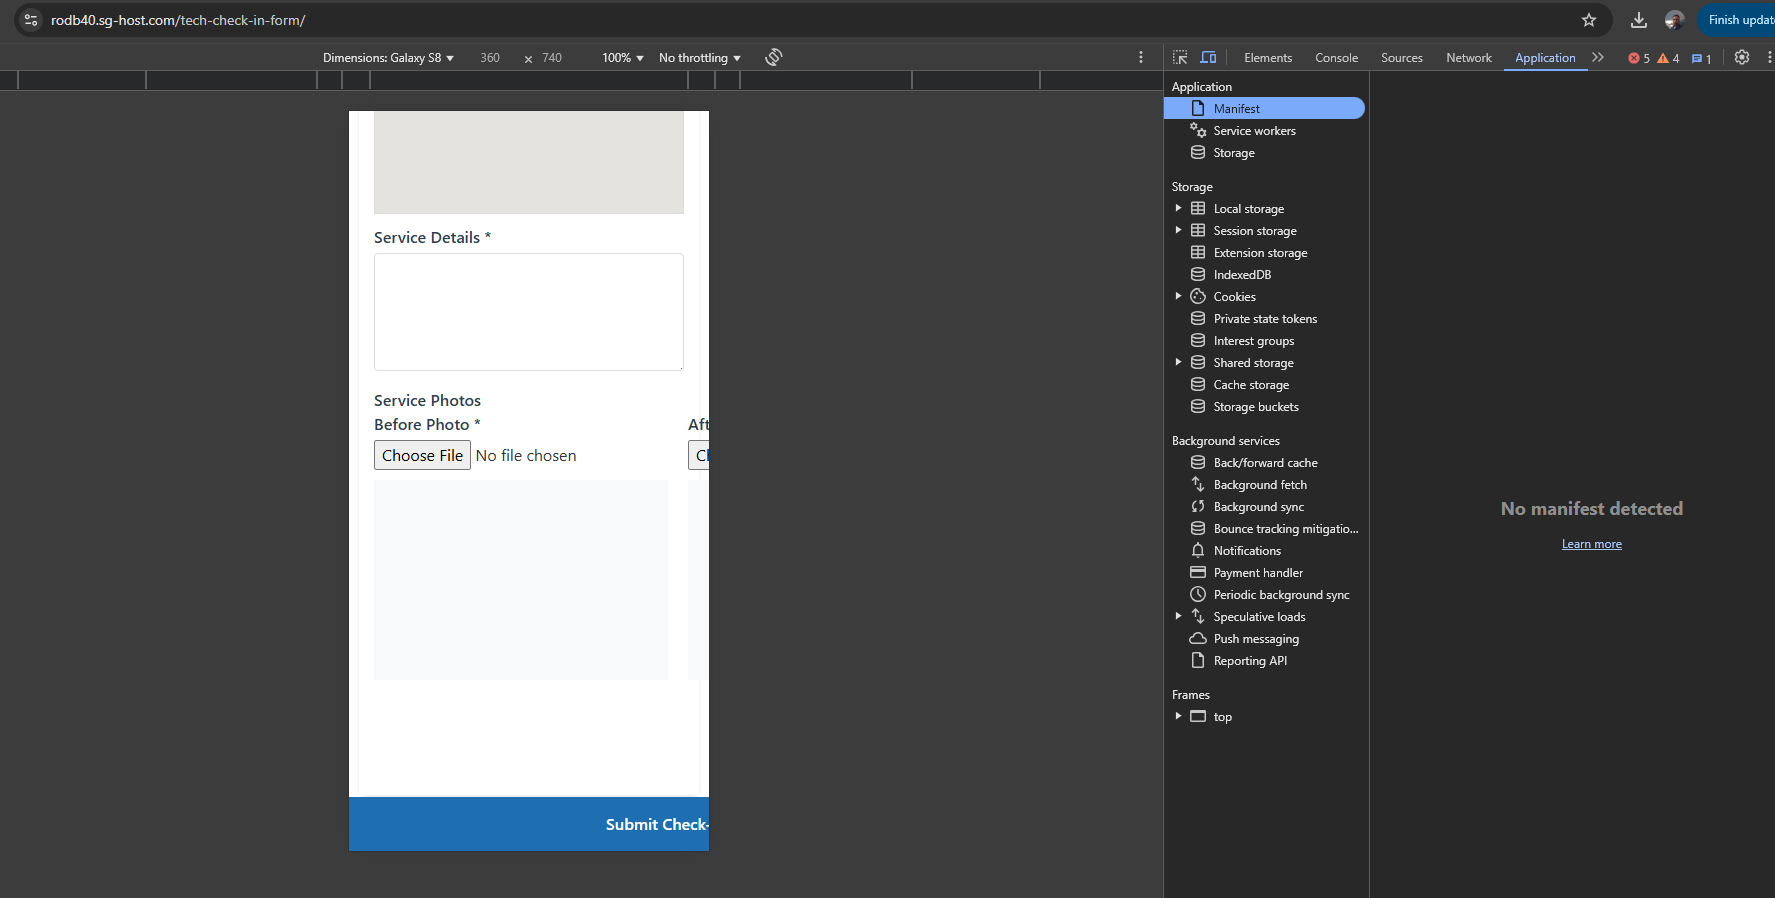 rodb40.sg-host.com/tech-check-in-form/
Finish updat
Dimensions: Galaxy S8 360 × 740 100% No throttling
Elements Console Sources Network Application 5 4 1
Service Details *
Service Photos
Before Photo * Aft
Choose File No file chosen Ch
Submit Check-
Application
Manifest
Service workers
Storage
Storage
Local storage
Session storage
Extension storage
IndexedDB
Cookies
Private state tokens
Interest groups
Shared storage
Cache storage
Storage buckets
Background services
Back/forward cache
Background fetch
Background sync
Bounce tracking mitigatio...
Notifications
Payment handler
Periodic background sync
Speculative loads
Push messaging
Reporting API
Frames
top
No manifest detected
Learn more